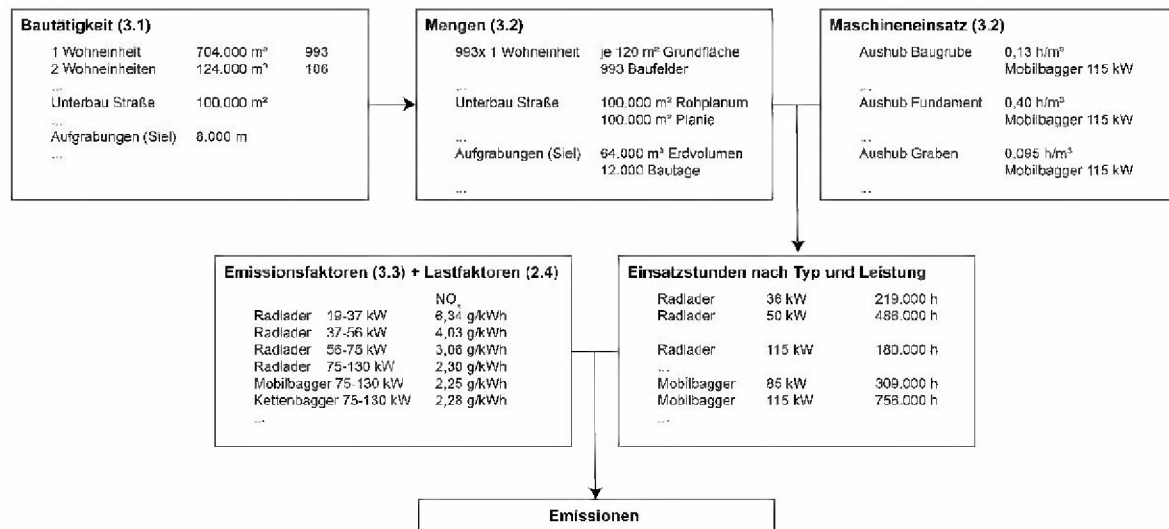 Bautätigkeit (3.1)
1 Wohneinheit 704.000 m³ 993
2 Wohneinheiten 124.000 m³ 186
...
Unterbau Straße 100.000 m²
...
Aufgrabungen (Siel) 8.000 m
...
Mengen (3.2)
993x 1 Wohneinheit je 120 m² Grundfläche
993 Baufelder
...
Unterbau Straße 100.000 m² Rohplanum
100.000 m² Planie
...
Aufgrabungen (Siel) 64.000 m³ Erdvolumen
12.000 Bautage
...
Maschineneinsatz (3.2)
Aushub Baugrube 0,13 h/m³
Mobilbagger 115 kW
...
Aushub Fundament 0,40 h/m³
Mobilbagger 115 kW
...
Aushub Graben 0,095 h/m³
Mobilbagger 115 kW
...
Emissionsfaktoren (3.3) + Lastfaktoren (2.4)
NOx
Radlader 19-37 kW 6,34 g/kWh
Radlader 37-56 kW 4,03 g/kWh
Radlader 56-75 kW 3,06 g/kWh
Radlader 75-130 kW 2,30 g/kWh
Mobilbagger 75-130 kW 2,25 g/kWh
Kettenbagger 75-130 kW 2,28 g/kWh
...
Einsatzstunden nach Typ und Leistung
Radlader 36 kW 219.000 h
Radlader 50 kW 486.000 h
Radlader 115 kW 180.000 h
...
Mobilbagger 85 kW 309.000 h
Mobilbagger 115 kW 756.000 h
...
Emissionen